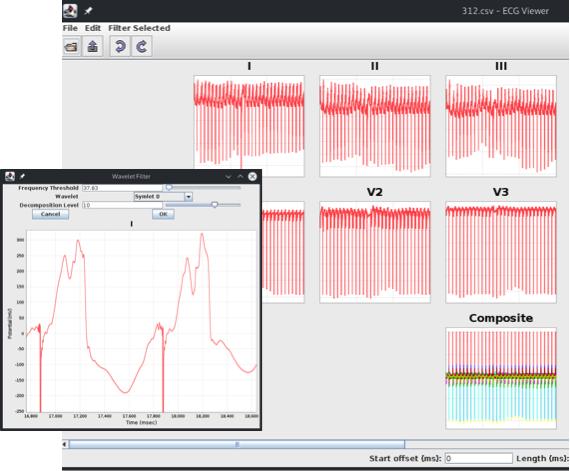 312.csv - ECG Viewer
File Edit Filter Selected
I II III
Wavelet Filter
Frequency Threshold 37.63
Wavelet Symlet 8
Decomposition Level 10
Cancel OK
I
V2 V3
300
250
200
150
100
50
0
-50
-100
-150
-200
-250
Potential (mV)
16,800 17,000 17,200 17,400 17,600 17,800 18,000 18,200 18,400 18,600
Time (msec)
Composite
Start offset (ms): 0 Length (ms):